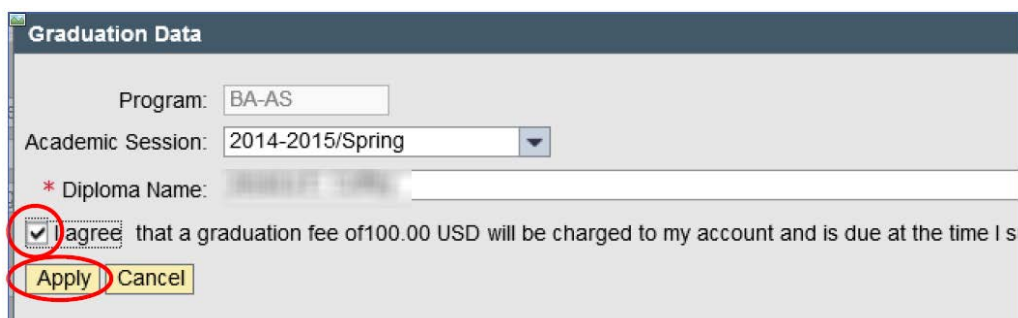 Graduation Data
Program: BA-AS
Academic Session: 2014-2015/Spring
* Diploma Name:
I agree that a graduation fee of100.00 USD will be charged to my account and is due at the time I s
Apply Cancel